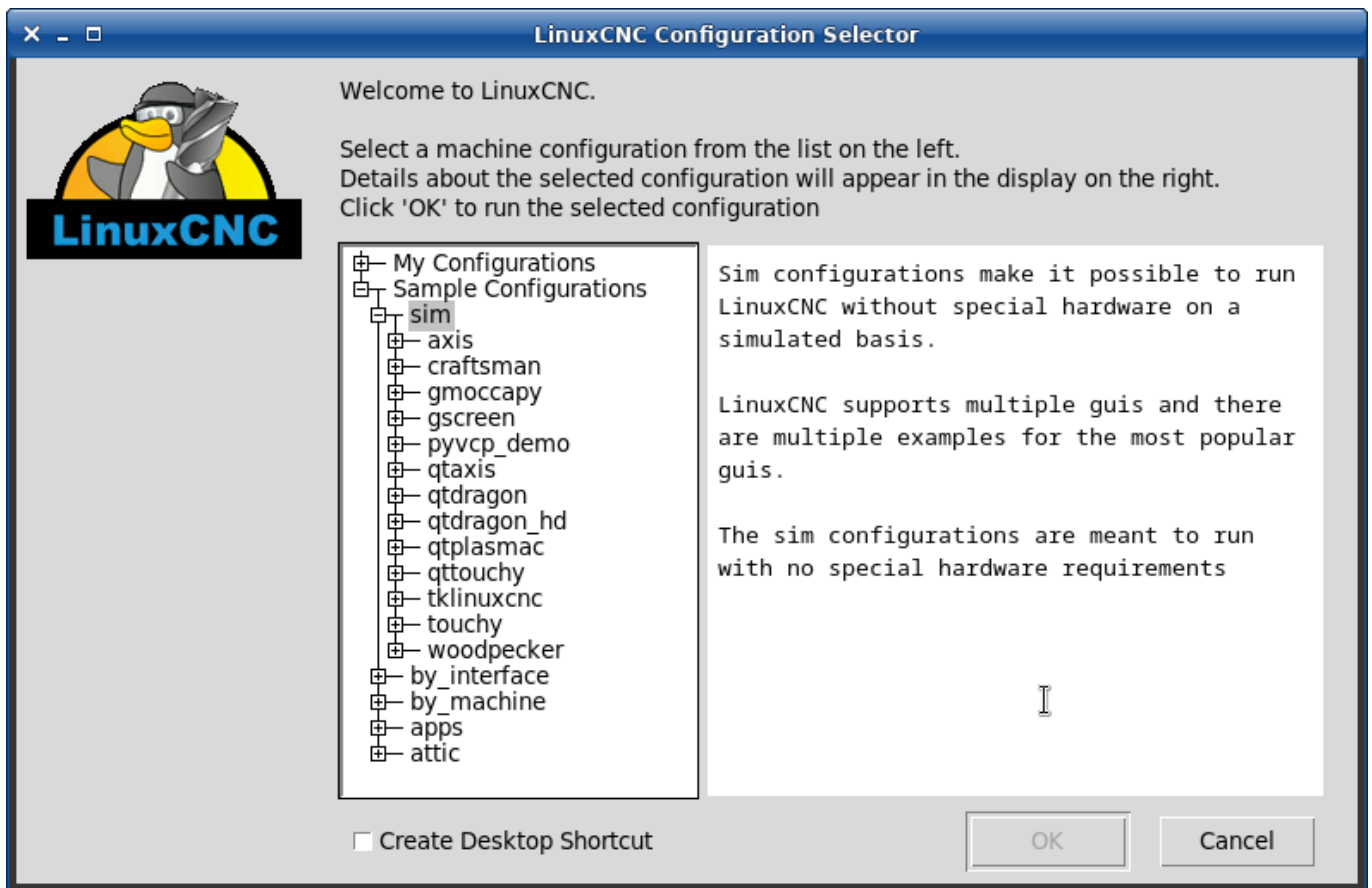 LinuxCNC Configuration Selector
LinuxCNC
Welcome to LinuxCNC.
Select a machine configuration from the list on the left.
Details about the selected configuration will appear in the display on the right.
Click 'OK' to run the selected configuration
My Configurations
Sample Configurations
sim
axis
craftsman
gmoccapy
gscreen
pyvcp_demo
qtaxis
qtdragon
qtdragon_hd
qtplasmac
qttouchy
tklinuxcnc
touchy
woodpecker
by_interface
by_machine
apps
attic
Sim configurations make it possible to run
LinuxCNC without special hardware on a
simulated basis.
LinuxCNC supports multiple guis and there
are multiple examples for the most popular
guis.
The sim configurations are meant to run
with no special hardware requirements
Create Desktop Shortcut
OK
Cancel